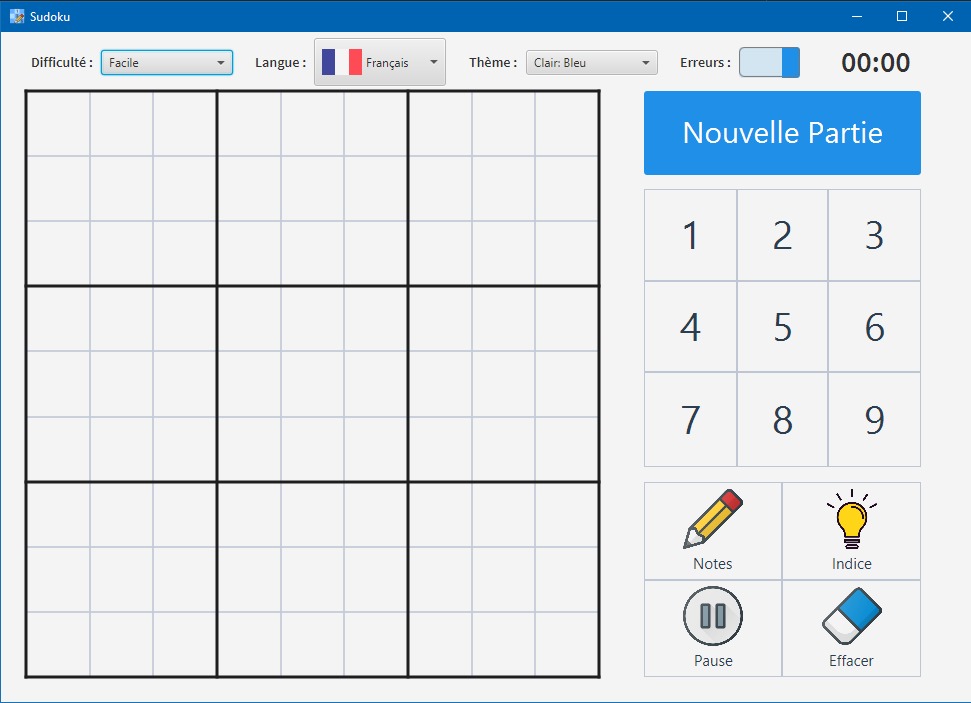 Sudoku
Difficulté : Facile Langue : Français Thème : Clair: Bleu Erreurs : 00:00
Nouvelle Partie
1 2 3
4 5 6
7 8 9
Notes Indice
Pause Effacer